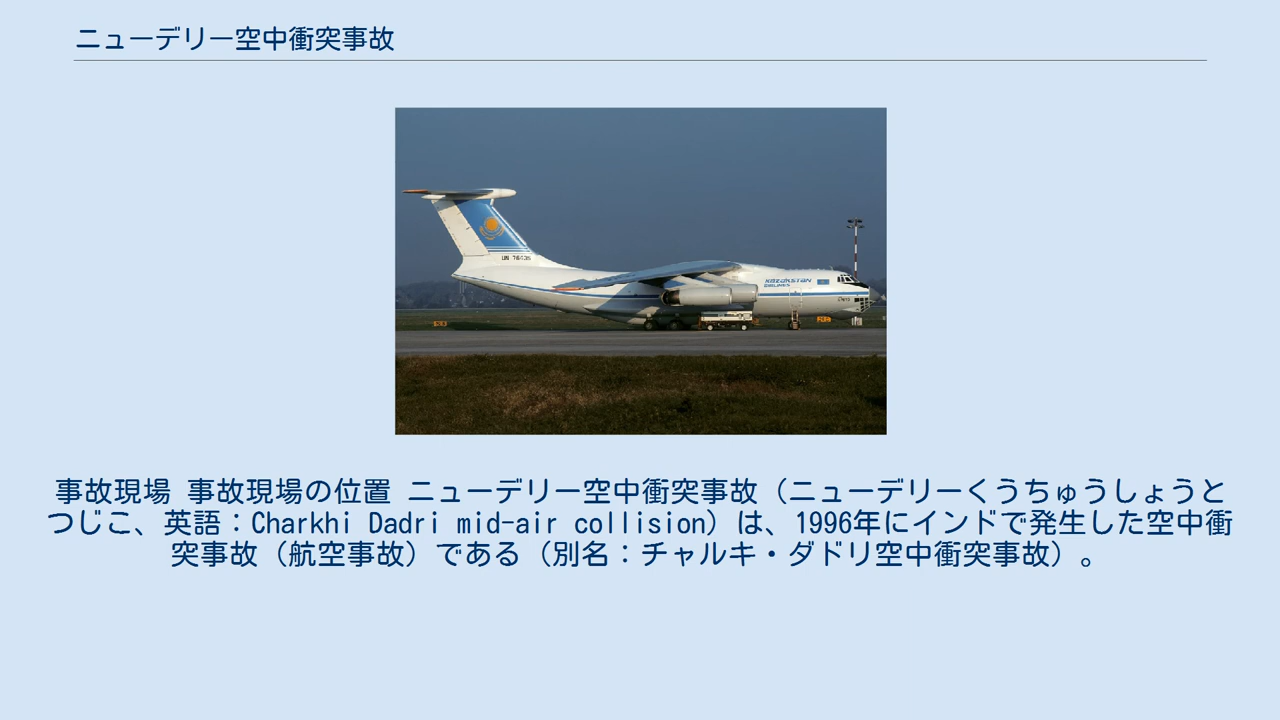 ニューデリー空中衝突事故
UN 76435
KAZAKSTAN
AIRLINES
事故現場 事故現場の位置 ニューデリー空中衝突事故（ニューデリーくうちゅうしょうと
つじこ、英語：Charkhi Dadri mid-air collision）は、1996年にインドで発生した空中衝
突事故（航空事故）である（別名：チャルキ・ダドリ空中衝突事故）。